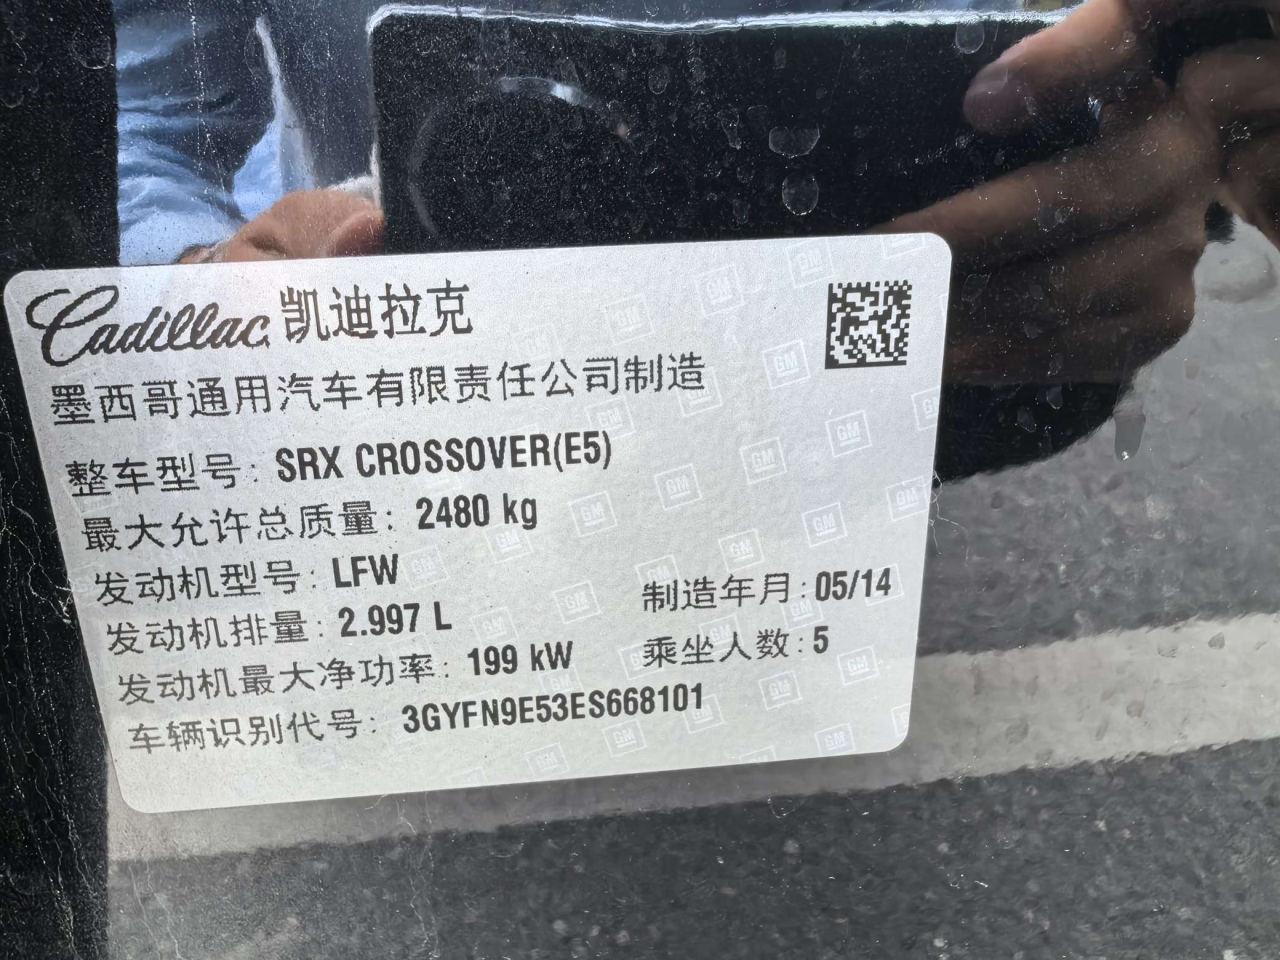 Cadillac 凯迪拉克
墨西哥通用汽车有限责任公司制造
整车型号: SRX CROSSOVER(E5)
最大允许总质量: 2480 kg
发动机型号: LFW
发动机排量: 2.997 L 制造年月: 05/14
发动机最大净功率: 199 kW 乘坐人数: 5
车辆识别代号: 3GYFN9E53ES668101